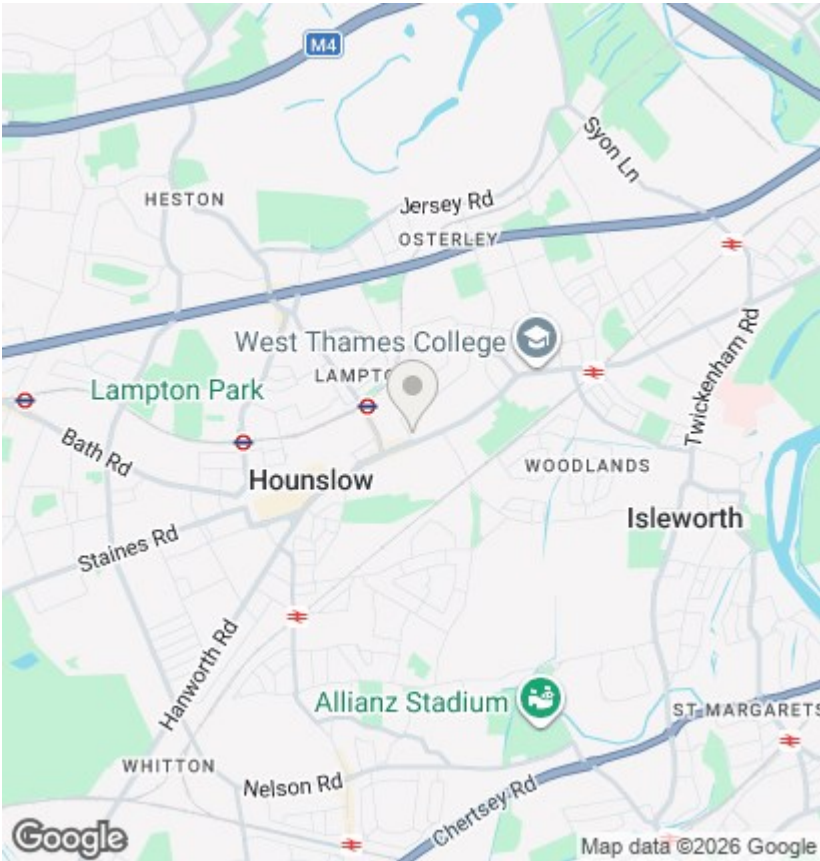 M4
Syon Ln
HESTON
Jersey Rd
OSTERLEY
West Thames College
LAMPTO
Lampton Park
Twickenham Rd
Bath Rd
WOODLANDS
Hounslow
Isleworth
Staines Rd
Hanworth Rd
Allianz Stadium
ST MARGARETS
WHITTON
Nelson Rd
Chertsey Rd
Google
Map data ©2026 Google